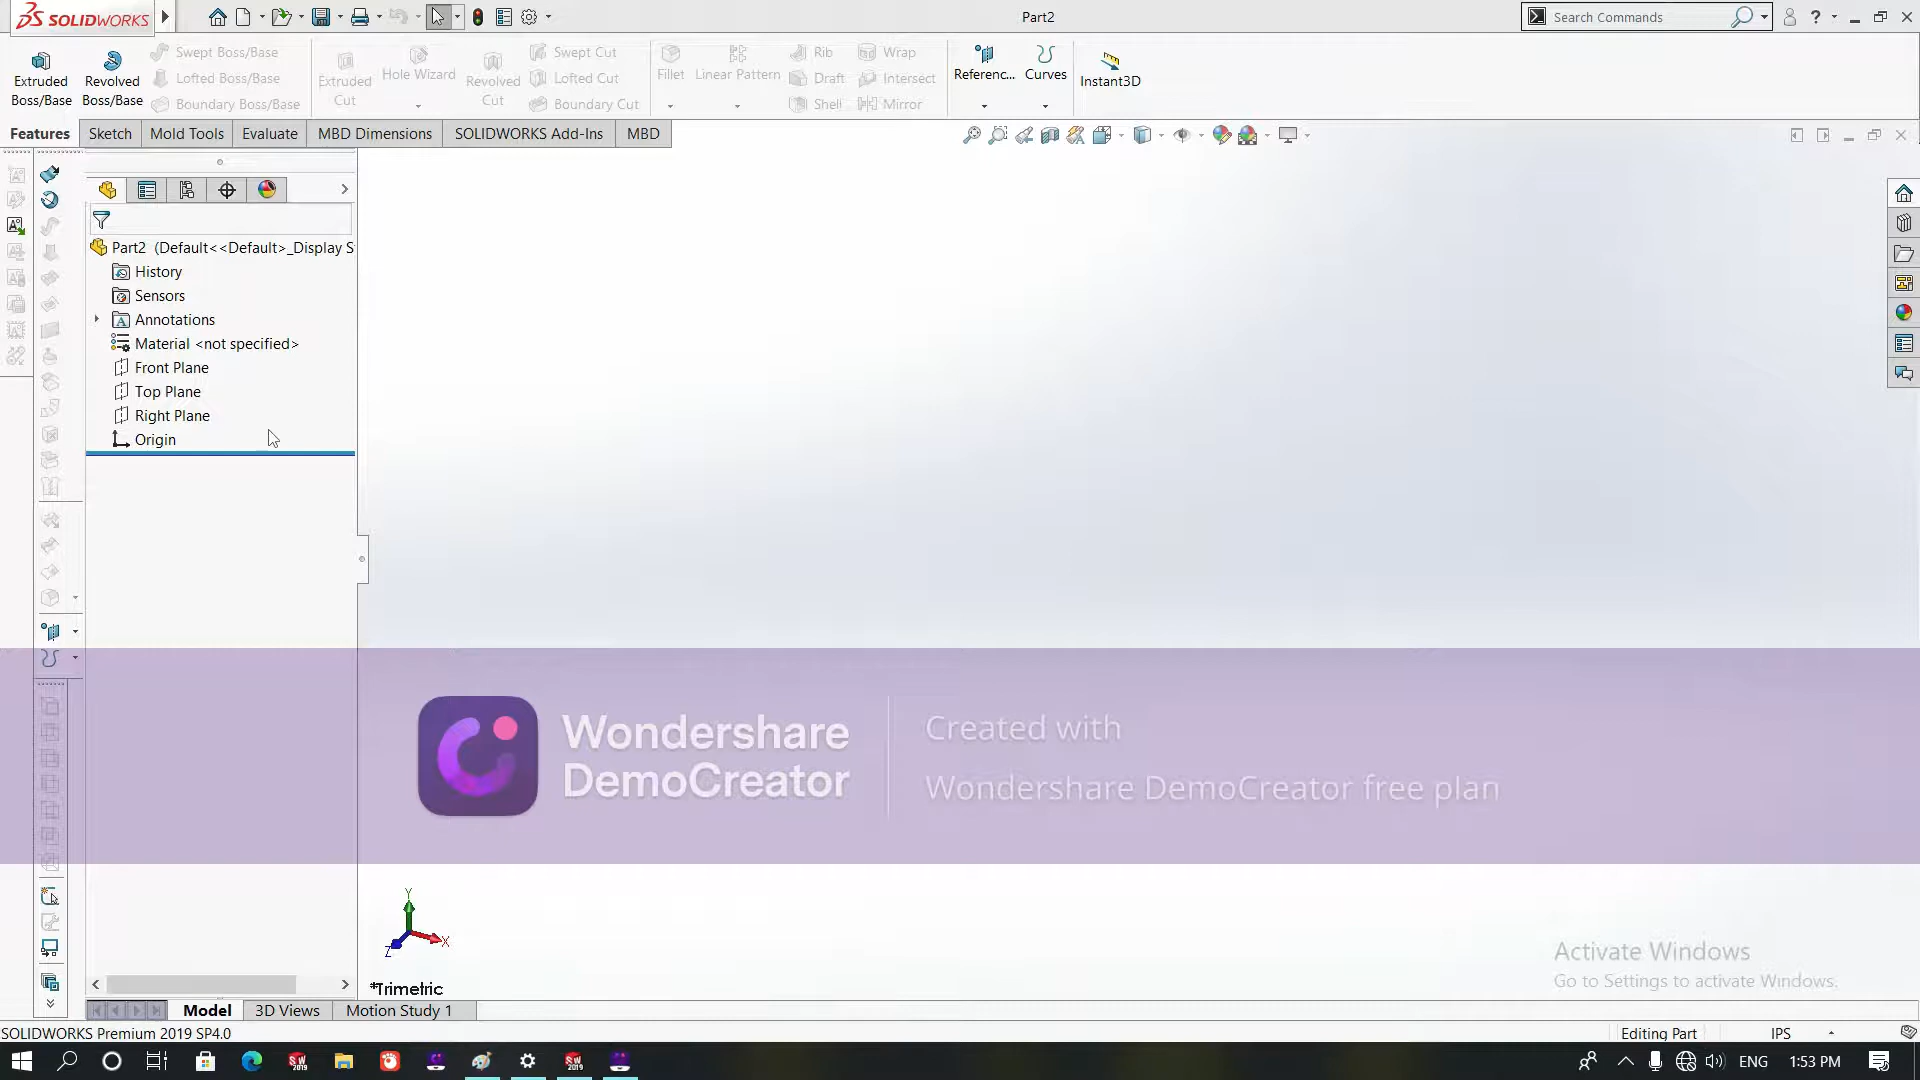 SOLIDWORKS
Part2
Search Commands
Extruded Boss/Base
Revolved Boss/Base
Swept Boss/Base
Lofted Boss/Base
Boundary Boss/Base
Extruded Cut
Hole Wizard
Revolved Cut
Swept Cut
Lofted Cut
Boundary Cut
Fillet
Linear Pattern
Rib
Draft
Shell
Wrap
Intersect
Mirror
Referenc...
Curves
Instant3D
Features
Sketch
Mold Tools
Evaluate
MBD Dimensions
SOLIDWORKS Add-Ins
MBD
Part2 (Default<<Default>_Display S
History
Sensors
Annotations
Material <not specified>
Front Plane
Top Plane
Right Plane
Origin
Wondershare
DemoCreator
Created with
Wondershare DemoCreator free plan
Y
X
Z
*Trimetric
Activate Windows
Go to Settings to activate Windows.
Model
3D Views
Motion Study 1
SOLIDWORKS Premium 2019 SP4.0
Editing Part
IPS
ENG
1:53 PM